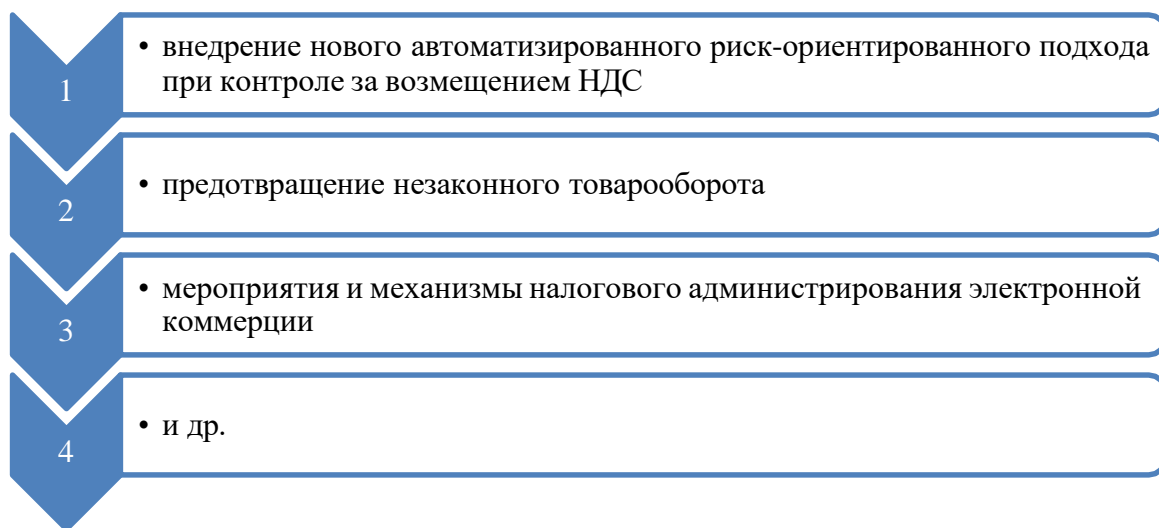 1
• внедрение нового автоматизированного риск-ориентированного подхода
при контроле за возмещением НДС
2
• предотвращение незаконного товарооборота
3
• мероприятия и механизмы налогового администрирования электронной
коммерции
4
• и др.